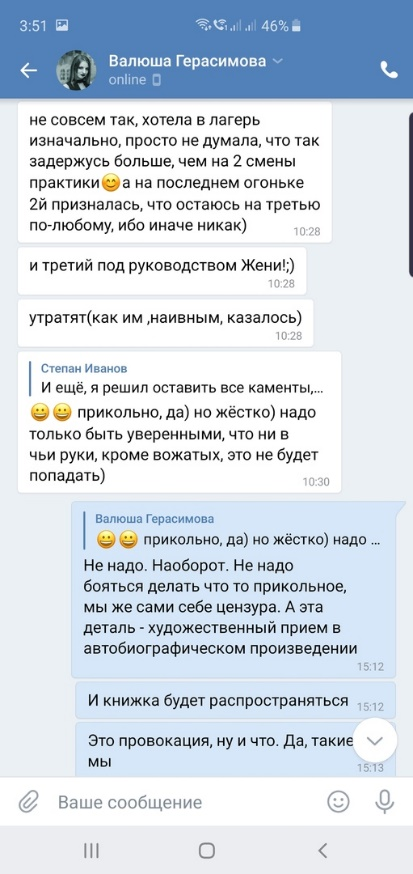 3:51 46%
Валюша Герасимова
online
не совсем так, хотела в лагерь
изначально, просто не думала, что так
задержусь больше, чем на 2 смены
практики😊а на последнем огоньке
2й призналась, что остаюсь на третью
по-любому, ибо иначе никак)
10:28
и третий под руководством Жени!;)
10:28
утратят(как им ,наивным, казалось)
10:28
Степан Иванов
И ещё, я решил оставить все каменты,...
😀😀 прикольно, да) но жёстко) надо
только быть уверенными, что ни в
чьи руки, кроме вожатых, это не будет
попадать)
10:30
Валюша Герасимова
😀😀 прикольно, да) но жёстко) надо ...
Не надо. Наоборот. Не надо
бояться делать что то прикольное,
мы же сами себе цензура. А эта
деталь - художественный прием в
автобиографическом произведении
15:12
И книжка будет распространяться
15:12
Это провокация, ну и что. Да, такие
мы
15:13
Ваше сообщение